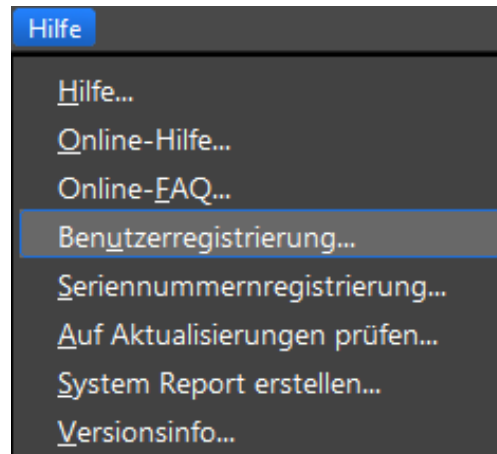 Hilfe
Hilfe...
Online-Hilfe...
Online-FAQ...
Benutzerregistrierung...
Seriennummernregistrierung...
Auf Aktualisierungen prüfen...
System Report erstellen...
Versionsinfo...